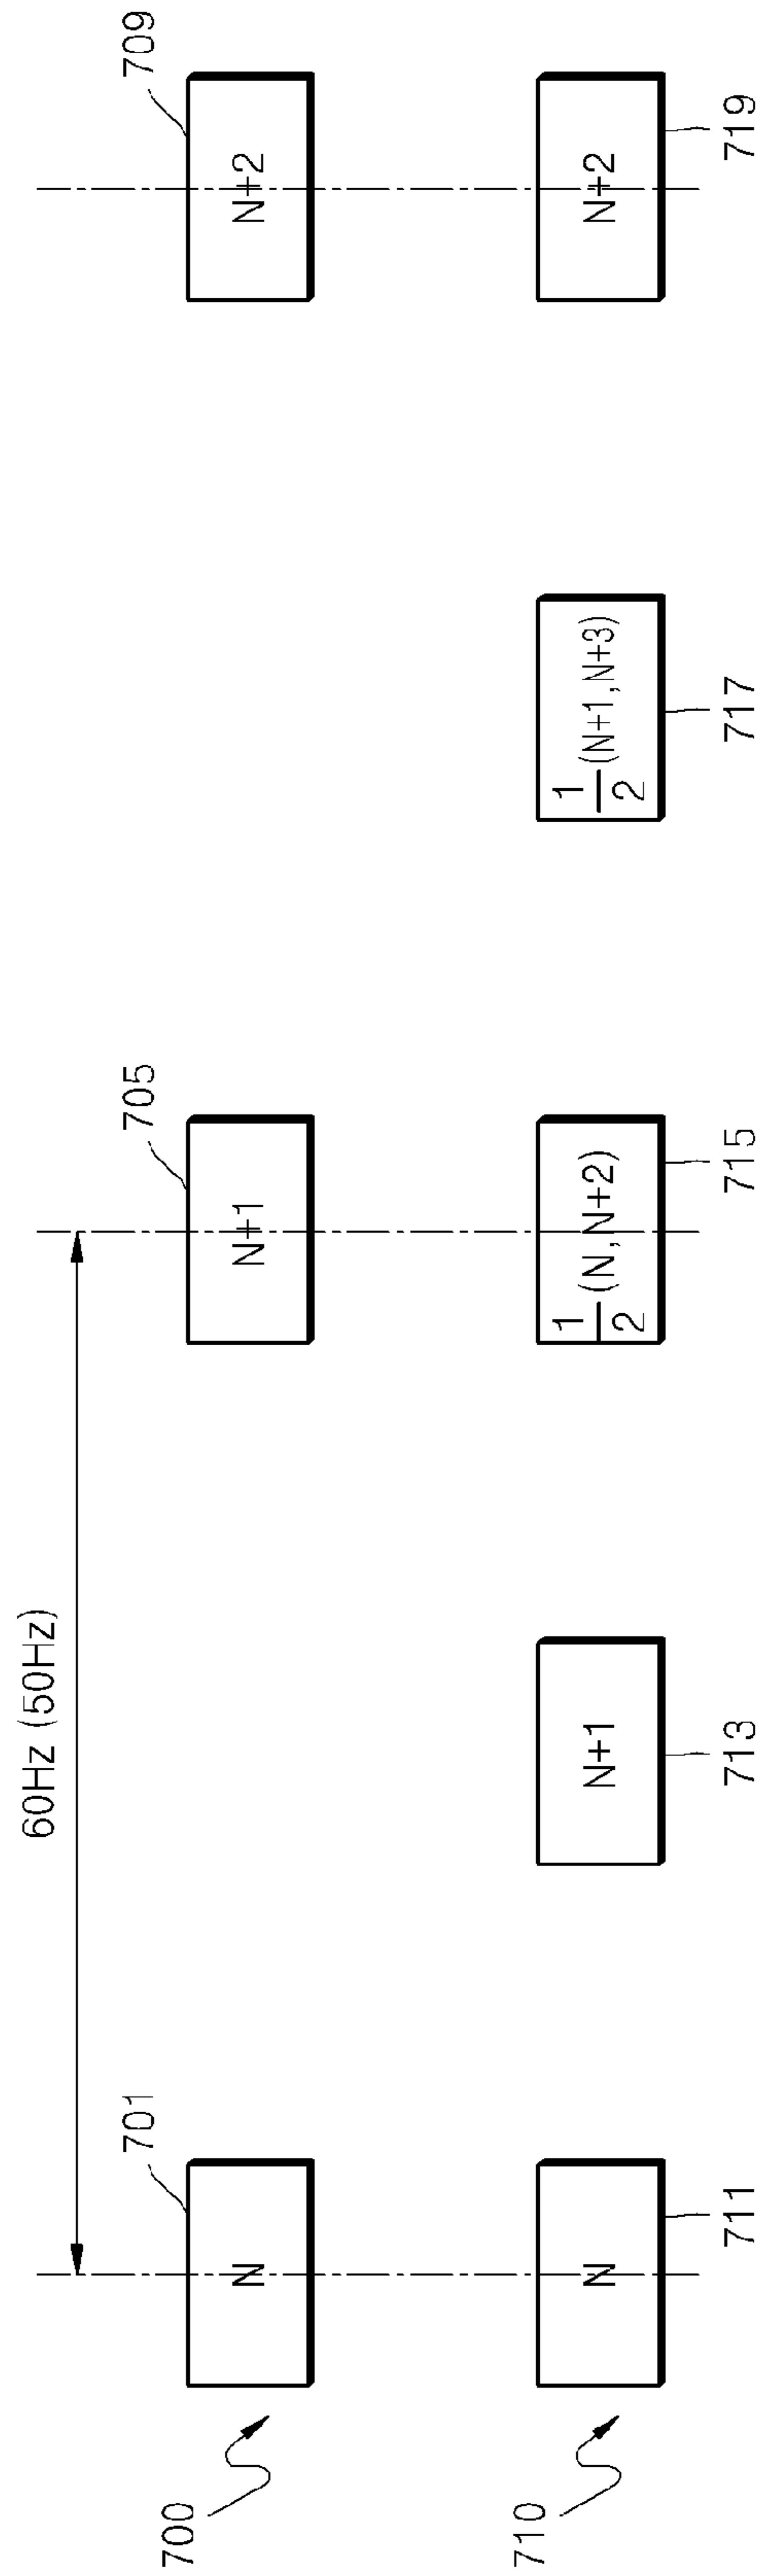 60Hz (50Hz)
701
705
709
700
N
N+1
N+2
710
N
N+1
1/2 (N, N+2)
1/2 (N+1, N+3)
N+2
711
713
715
717
719